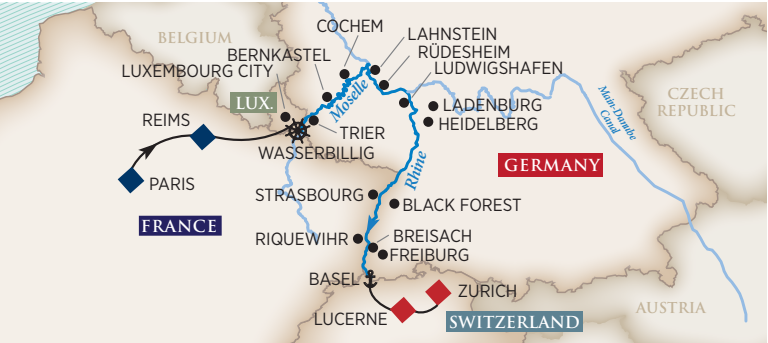 COCHEM
LAHNSTEIN
BELGIUM
RÜDESHEIM
BERNKASTEL
LUDWIGSHAFEN
LUXEMBOURG CITY
CZECH
REPUBLIC
LUX.
Moselle
LADENBURG
Main-Danube
Canal
REIMS
HEIDELBERG
TRIER
WASSERBILLIG
GERMANY
Rhine
PARIS
STRASBOURG
BLACK FOREST
FRANCE
RIQUEWIHR
BREISACH
FREIBURG
BASEL
ZURICH
AUSTRIA
LUCERNE
SWITZERLAND